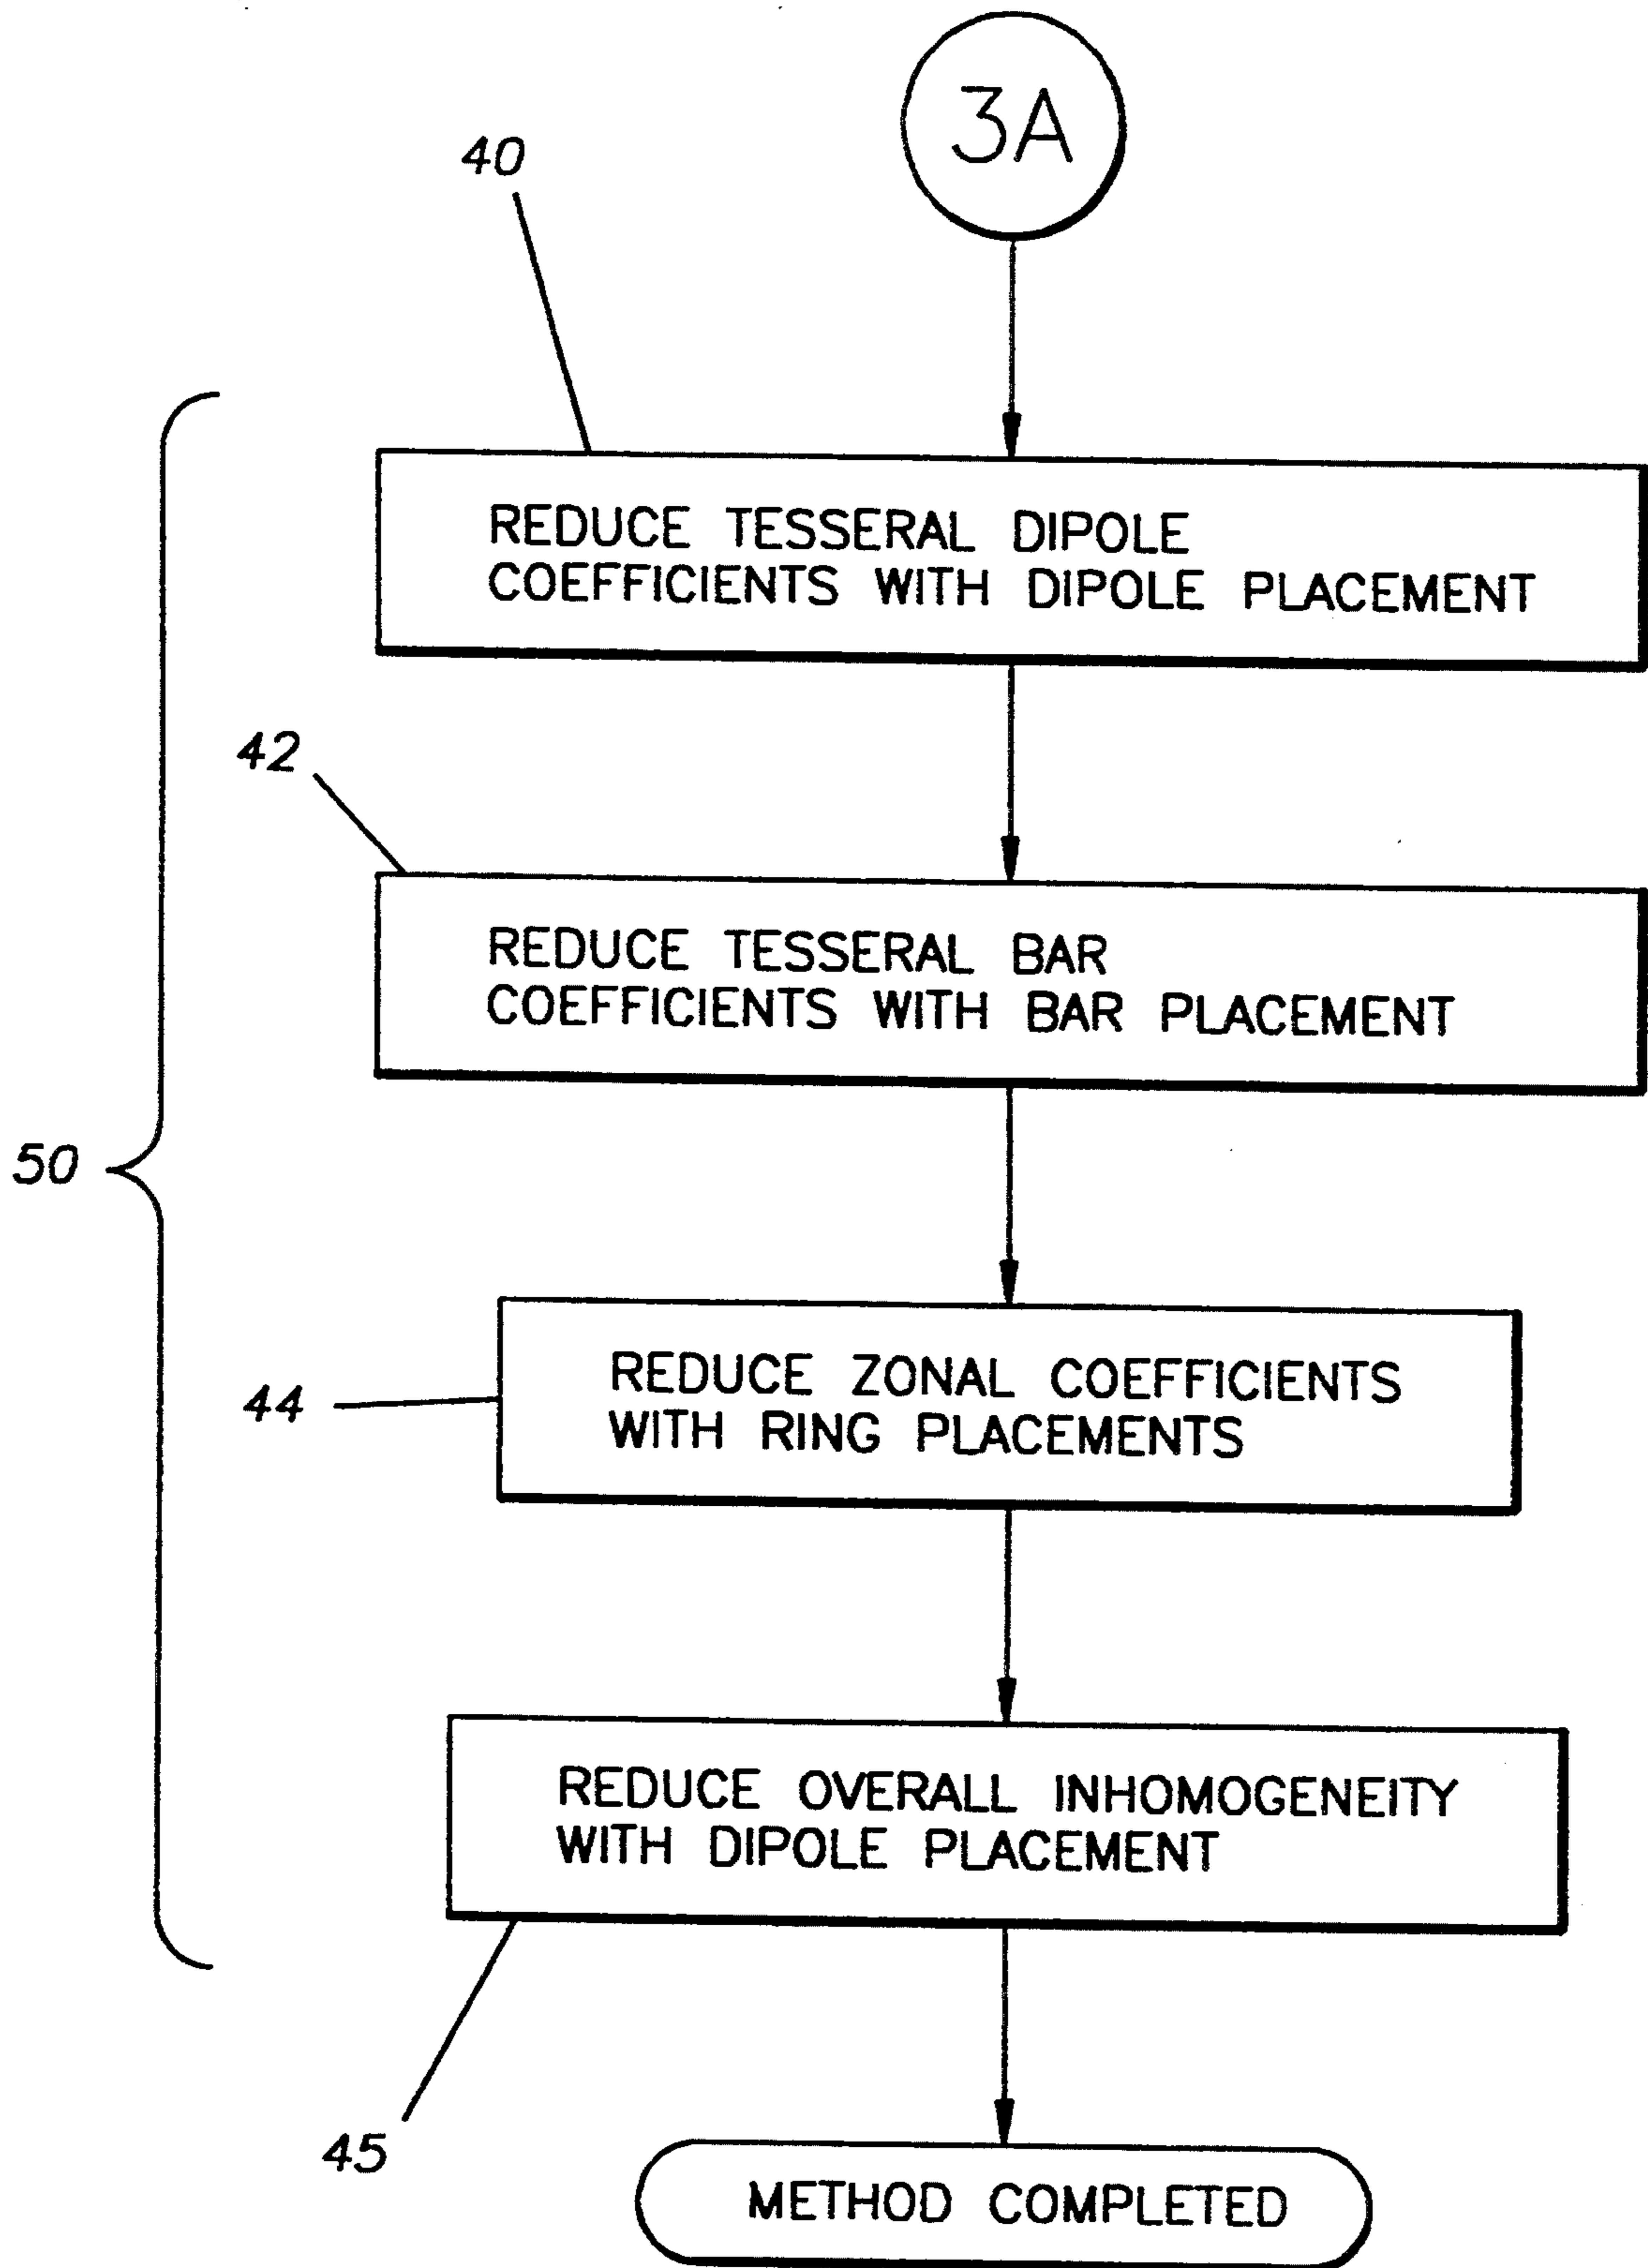 3A
40
REDUCE TESSERAL DIPOLE
COEFFICIENTS WITH DIPOLE PLACEMENT
42
REDUCE TESSERAL BAR
COEFFICIENTS WITH BAR PLACEMENT
50
44
REDUCE ZONAL COEFFICIENTS
WITH RING PLACEMENTS
REDUCE OVERALL INHOMOGENEITY
WITH DIPOLE PLACEMENT
45
METHOD COMPLETED